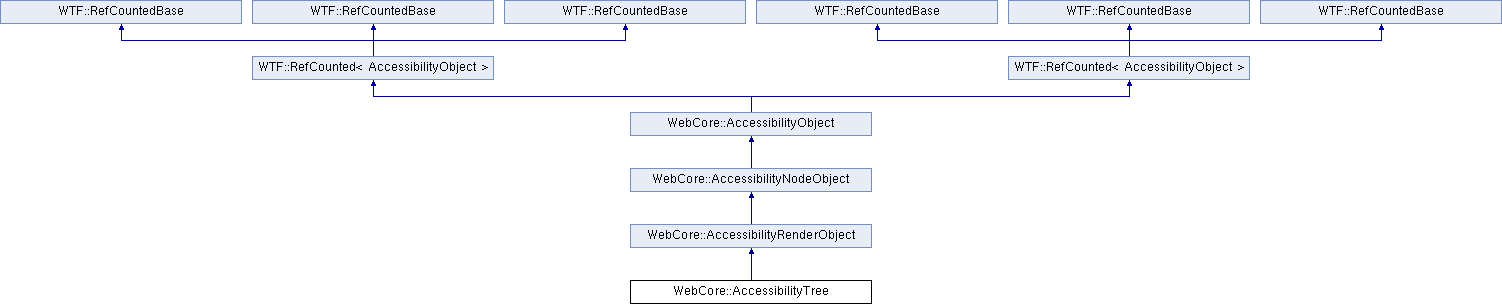 WTF::RefCountedBase
WTF::RefCountedBase
WTF::RefCountedBase
WTF::RefCountedBase
WTF::RefCountedBase
WTF::RefCountedBase
WTF::RefCounted< AccessibilityObject >
WTF::RefCounted< AccessibilityObject >
WebCore::AccessibilityObject
WebCore::AccessibilityNodeObject
WebCore::AccessibilityRenderObject
WebCore::AccessibilityTree